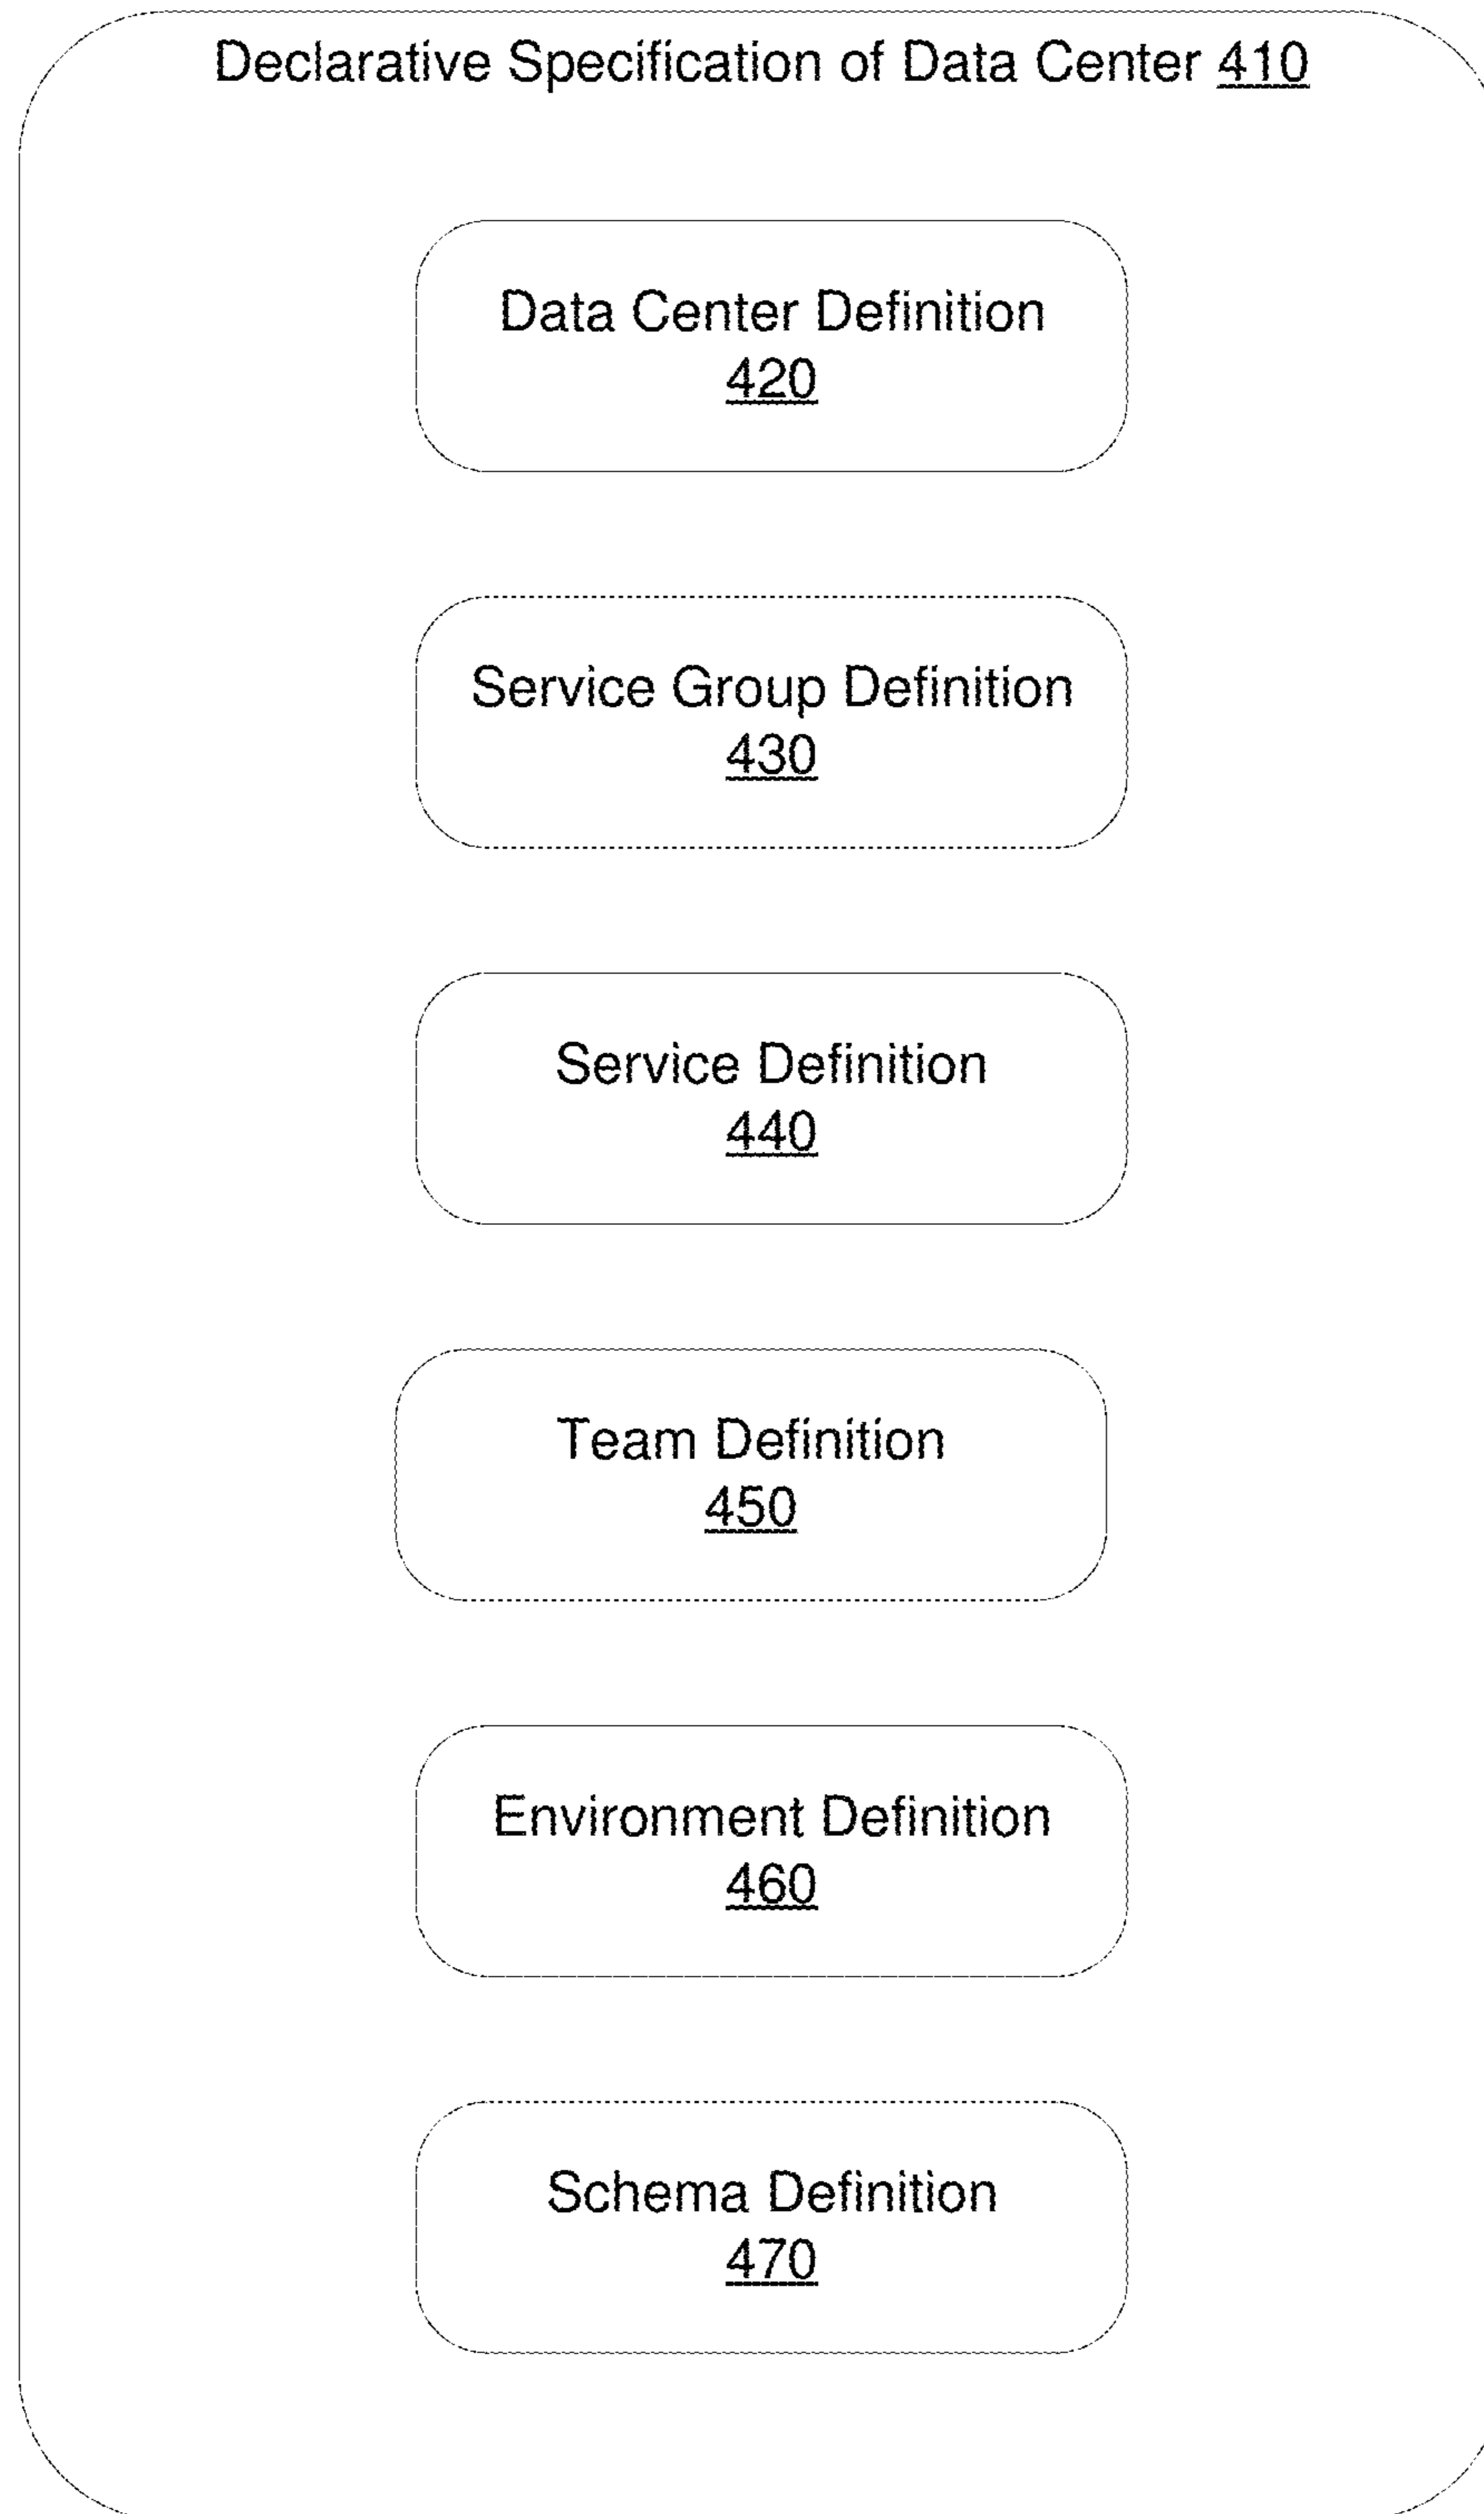 Declarative Specification of Data Center 410
Data Center Definition
420
Service Group Definition
430
Service Definition
440
Team Definition
450
Environment Definition
460
Schema Definition
470